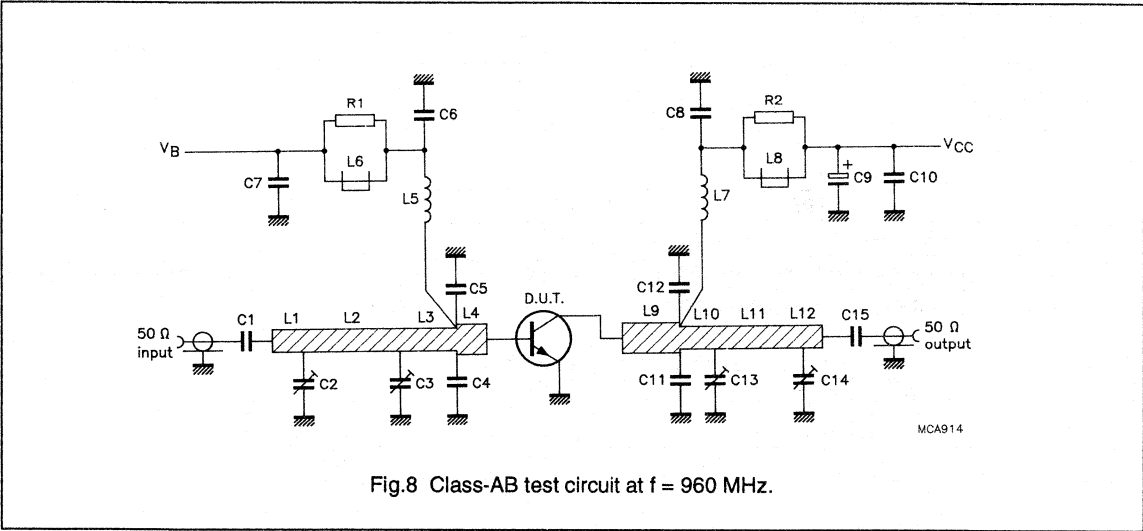 R1
C6
C8
R2
VB
L6
L8
VCC
C7
C9
+
C10
L5
L7
C5
C12
D.U.T.
50 Ω
input
C1
L1
L2
L3
L4
L9
L10
L11
L12
C15
50 Ω
output
C2
C3
C4
C11
C13
C14
MCA914
Fig.8 Class-AB test circuit at f = 960 MHz.